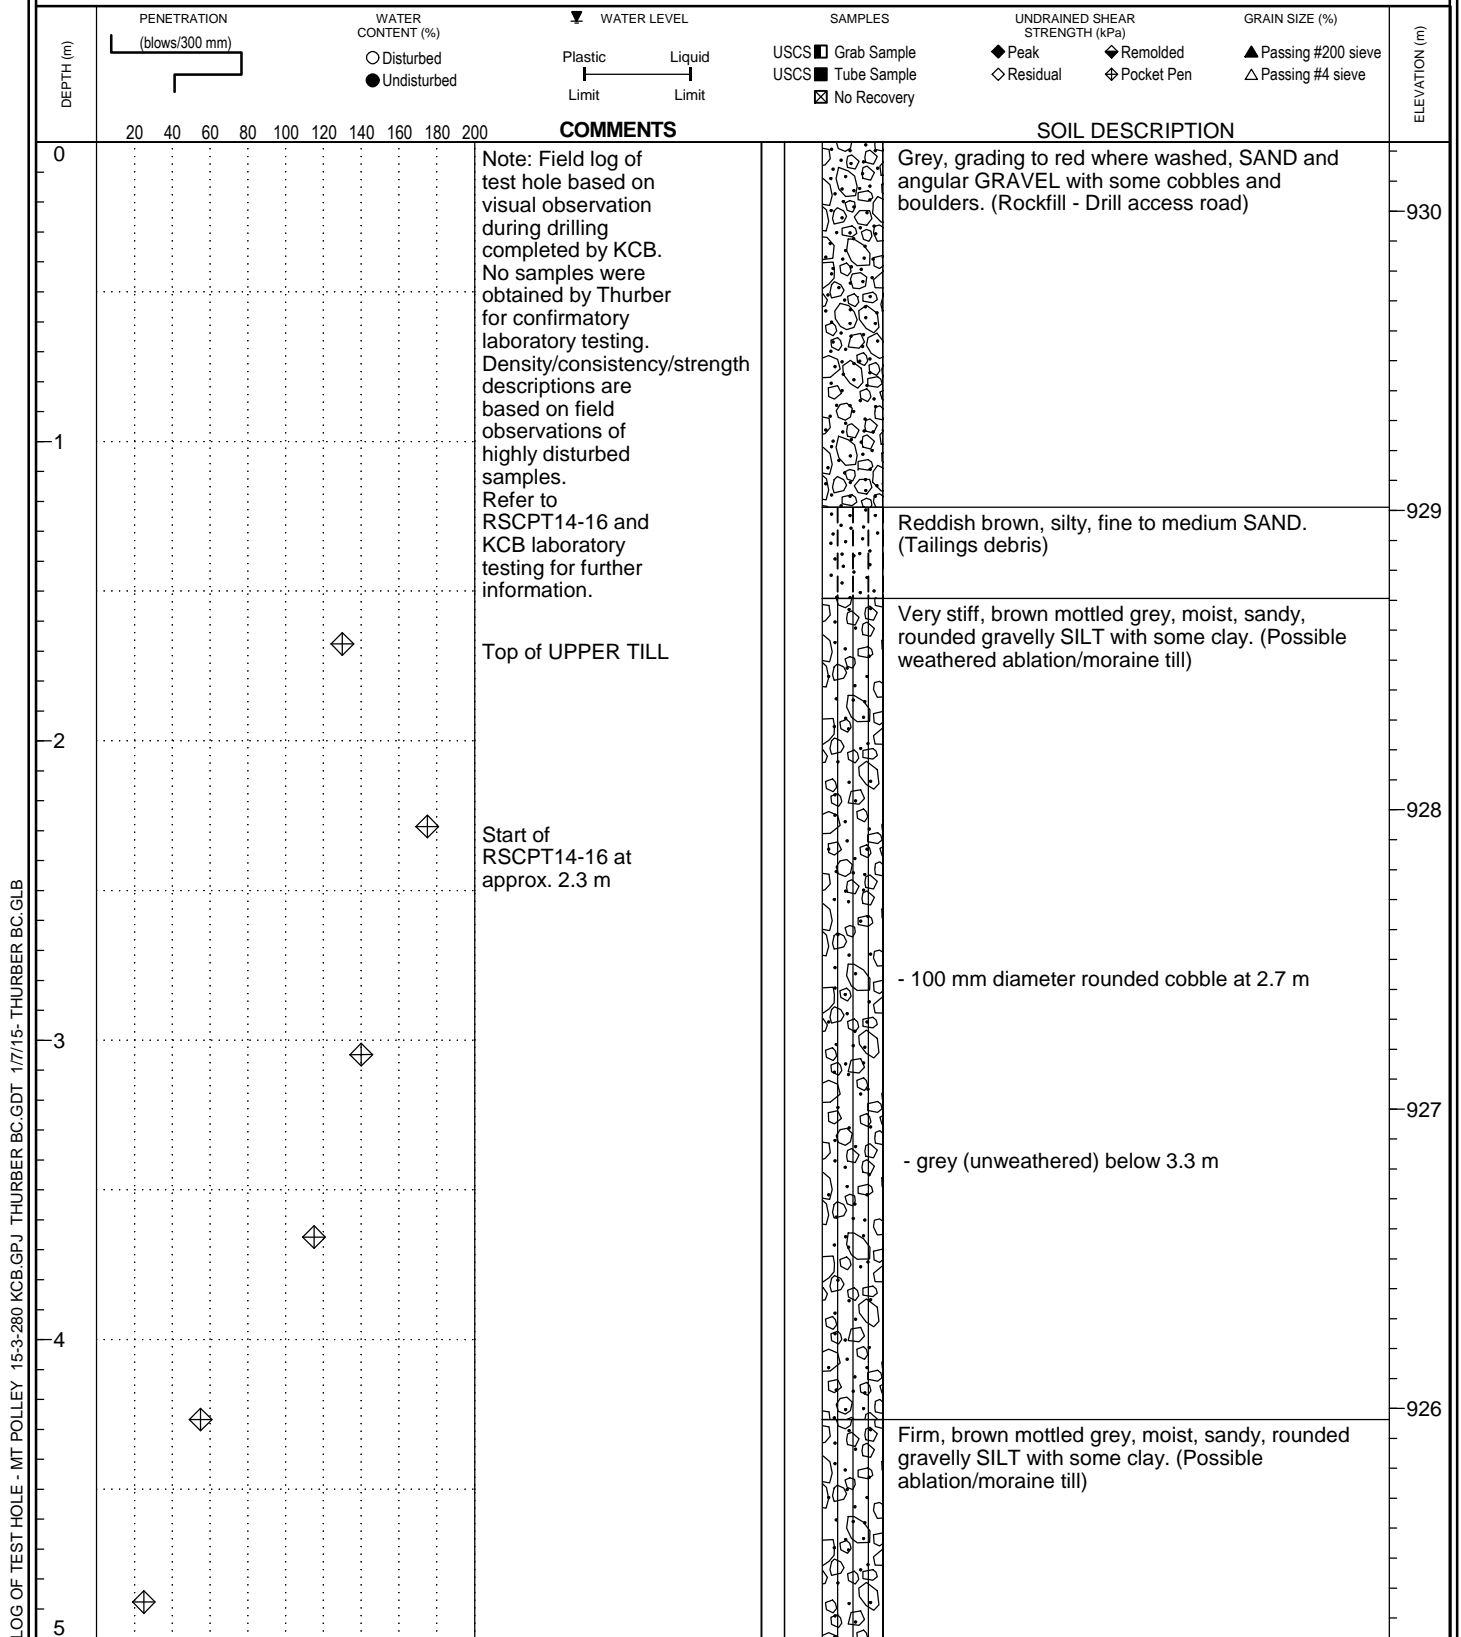 PENETRATION
(blows/300 mm)
WATER
CONTENT (%)
Disturbed
Undisturbed
WATER LEVEL
Plastic Liquid
Limit Limit
SAMPLES
USCS Grab Sample
USCS Tube Sample
No Recovery
UNDRAINED SHEAR
STRENGTH (kPa)
Peak Remolded
Residual Pocket Pen
GRAIN SIZE (%)
Passing #200 sieve
Passing #4 sieve
DEPTH (m)
ELEVATION (m)
20 40 60 80 100 120 140 160 180 200
COMMENTS
SOIL DESCRIPTION
0
1
2
3
4
5
Note: Field log of
test hole based on
visual observation
during drilling
completed by KCB.
No samples were
obtained by Thurber
for confirmatory
laboratory testing.
Density/consistency/strength
descriptions are
based on field
observations of
highly disturbed
samples.
Refer to
RSCPT14-16 and
KCB laboratory
testing for further
information.
Top of UPPER TILL
Start of
RSCPT14-16 at
approx. 2.3 m
Grey, grading to red where washed, SAND and
angular GRAVEL with some cobbles and
boulders. (Rockfill - Drill access road)
Reddish brown, silty, fine to medium SAND.
(Tailings debris)
Very stiff, brown mottled grey, moist, sandy,
rounded gravelly SILT with some clay. (Possible
weathered ablation/moraine till)
- 100 mm diameter rounded cobble at 2.7 m
- grey (unweathered) below 3.3 m
Firm, brown mottled grey, moist, sandy, rounded
gravelly SILT with some clay. (Possible
ablation/moraine till)
930
929
928
927
926
LOG OF TEST HOLE - MT POLLEY 15-3-280 KCB.GPJ THURBER BC.GDT 1/7/15- THURBER BC.GLB